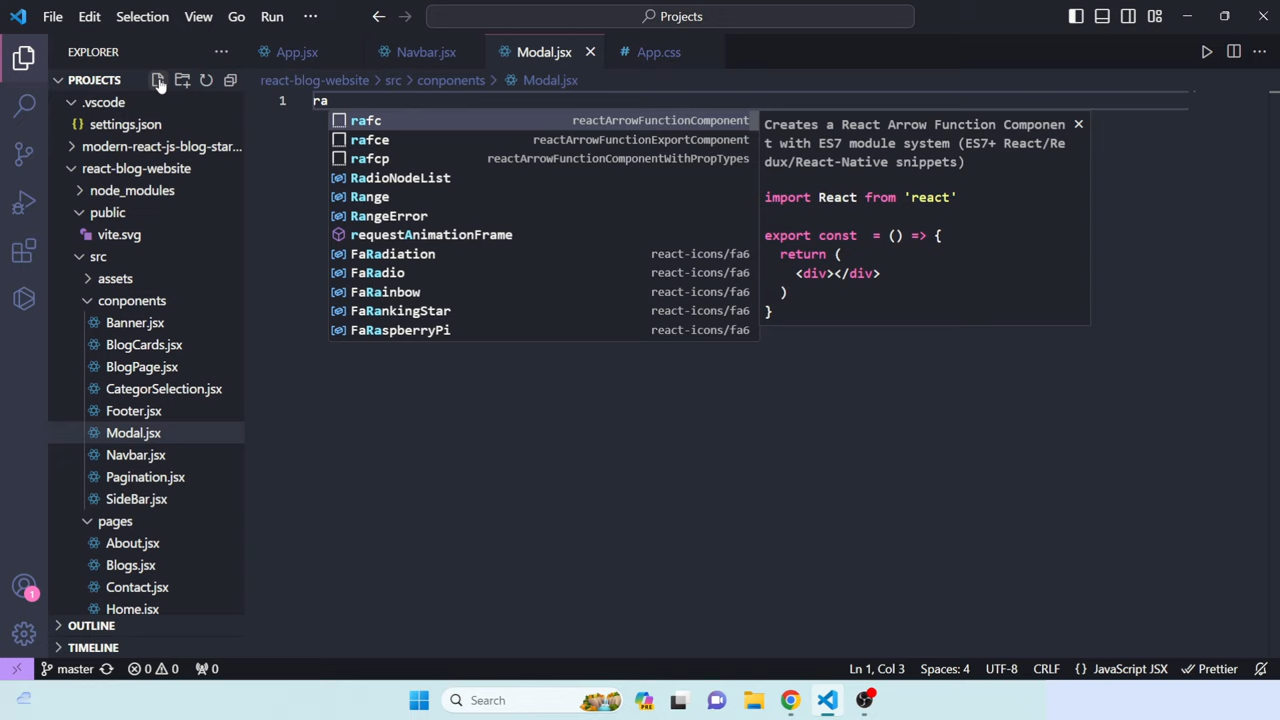 File Edit Selection View Go Run ··· Projects
EXPLORER ···
App.jsx Navbar.jsx Modal.jsx # App.css
PROJECTS
react-blog-website > src > conponents > Modal.jsx
.vscode
{} settings.json
modern-react-js-blog-star...
react-blog-website
node_modules
public
vite.svg
src
assets
conponents
Banner.jsx
BlogCards.jsx
BlogPage.jsx
CategorSelection.jsx
Footer.jsx
Modal.jsx
Navbar.jsx
Pagination.jsx
SideBar.jsx
pages
About.jsx
Blogs.jsx
Contact.jsx
Home.jsx
OUTLINE
TIMELINE
1 ra
rafc reactArrowFunctionComponent
rafce reactArrowFunctionExportComponent
rafcp reactArrowFunctionComponentWithPropTypes
RadioNodeList
Range
RangeError
requestAnimationFrame
FaRadiation react-icons/fa6
FaRadio react-icons/fa6
FaRainbow react-icons/fa6
FaRankingStar react-icons/fa6
FaRaspberryPi react-icons/fa6
Creates a React Arrow Function Componen
t with ES7 module system (ES7+ React/Re
dux/React-Native snippets)
import React from 'react'
export const  = () => {
return (
<div></div>
)
}
1
master 0 0 0 Ln 1, Col 3 Spaces: 4 UTF-8 CRLF {} JavaScript JSX Prettier
Search PRE